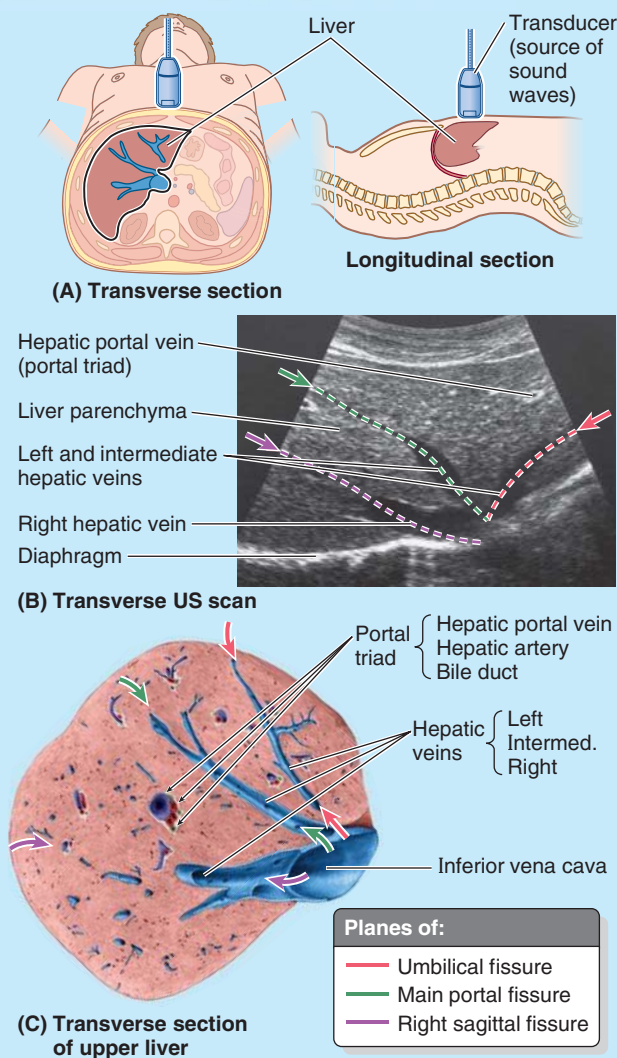 Liver
Transducer
(source of
sound
waves)
Longitudinal section
(A) Transverse section
Hepatic portal vein
(portal triad)
Liver parenchyma
Left and intermediate
hepatic veins
Right hepatic vein
Diaphragm
(B) Transverse US scan
Portal
triad
Hepatic portal vein
Hepatic artery
Bile duct
Hepatic
veins
Left
Intermed.
Right
Inferior vena cava
Planes of:
Umbilical fissure
Main portal fissure
Right sagittal fissure
(C) Transverse section
of upper liver